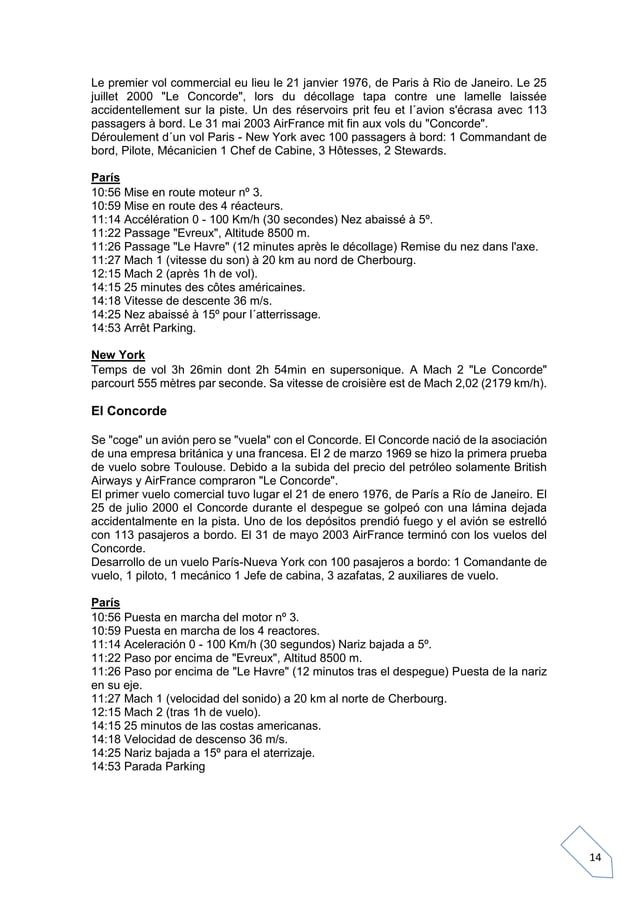 Le premier vol commercial eu lieu le 21 janvier 1976, de Paris à Rio de Janeiro. Le 25
juillet 2000 "Le Concorde", lors du décollage tapa contre une lamelle laissée
accidentellement sur la piste. Un des réservoirs prit feu et l´avion s'écrasa avec 113
passagers à bord. Le 31 mai 2003 AirFrance mit fin aux vols du "Concorde".
Déroulement d´un vol Paris - New York avec 100 passagers à bord: 1 Commandant de
bord, Pilote, Mécanicien 1 Chef de Cabine, 3 Hôtesses, 2 Stewards.
París
10:56 Mise en route moteur nº 3.
10:59 Mise en route des 4 réacteurs.
11:14 Accélération 0 - 100 Km/h (30 secondes) Nez abaissé à 5º.
11:22 Passage "Evreux", Altitude 8500 m.
11:26 Passage "Le Havre" (12 minutes après le décollage) Remise du nez dans l'axe.
11:27 Mach 1 (vitesse du son) à 20 km au nord de Cherbourg.
12:15 Mach 2 (après 1h de vol).
14:15 25 minutes des côtes américaines.
14:18 Vitesse de descente 36 m/s.
14:25 Nez abaissé à 15º pour l´atterrissage.
14:53 Arrêt Parking.
New York
Temps de vol 3h 26min dont 2h 54min en supersonique. A Mach 2 "Le Concorde"
parcourt 555 mètres par seconde. Sa vitesse de croisière est de Mach 2,02 (2179 km/h).
El Concorde
Se "coge" un avión pero se "vuela" con el Concorde. El Concorde nació de la asociación
de una empresa británica y una francesa. El 2 de marzo 1969 se hizo la primera prueba
de vuelo sobre Toulouse. Debido a la subida del precio del petróleo solamente British
Airways y AirFrance compraron "Le Concorde".
El primer vuelo comercial tuvo lugar el 21 de enero 1976, de París a Río de Janeiro. El
25 de julio 2000 el Concorde durante el despegue se golpeó con una lámina dejada
accidentalmente en la pista. Uno de los depósitos prendió fuego y el avión se estrelló
con 113 pasajeros a bordo. El 31 de mayo 2003 AirFrance terminó con los vuelos del
Concorde.
Desarrollo de un vuelo París-Nueva York con 100 pasajeros a bordo: 1 Comandante de
vuelo, 1 piloto, 1 mecánico 1 Jefe de cabina, 3 azafatas, 2 auxiliares de vuelo.
París
10:56 Puesta en marcha del motor nº 3.
10:59 Puesta en marcha de los 4 reactores.
11:14 Aceleración 0 - 100 Km/h (30 segundos) Nariz bajada a 5º.
11:22 Paso por encima de "Evreux", Altitud 8500 m.
11:26 Paso por encima de "Le Havre" (12 minutos tras el despegue) Puesta de la nariz
en su eje.
11:27 Mach 1 (velocidad del sonido) a 20 km al norte de Cherbourg.
12:15 Mach 2 (tras 1h de vuelo).
14:15 25 minutos de las costas americanas.
14:18 Velocidad de descenso 36 m/s.
14:25 Nariz bajada a 15º para el aterrizaje.
14:53 Parada Parking
14